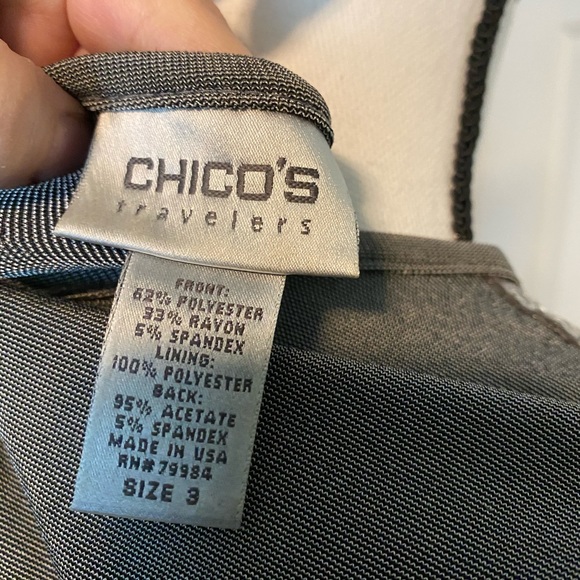 CHICO'S
travelers
FRONT:
62% POLYESTER
33% RAYON
5% SPANDEX
LINING:
100% POLYESTER
BACK:
95% ACETATE
5% SPANDEX
MADE IN USA
RN# 79984
SIZE 3